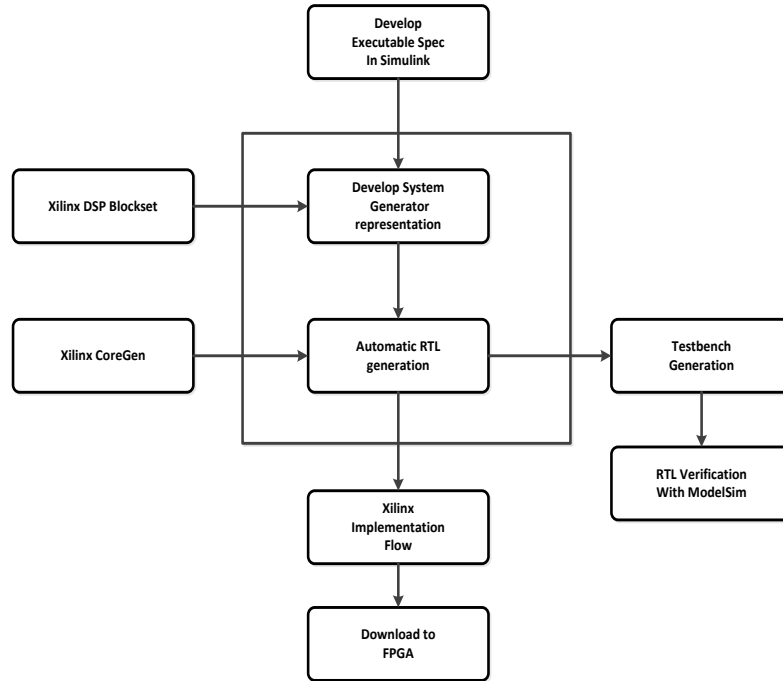 Develop
Executable Spec
In Simulink
Xilinx DSP Blockset
Develop System
Generator
representation
Xilinx CoreGen
Automatic RTL
generation
Testbench
Generation
RTL Verification
With ModelSim
Xilinx
Implementation
Flow
Download to
FPGA